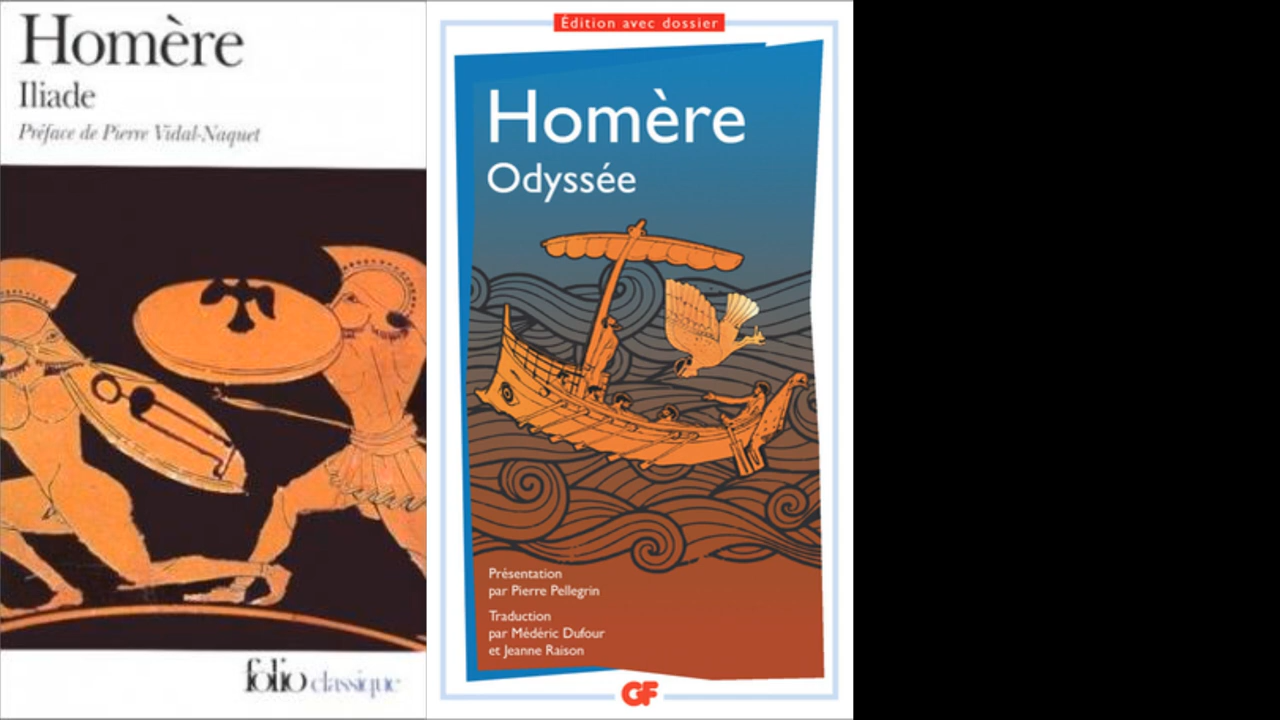 Homère
Iliade
Préface de Pierre Vidal-Naquet
folio classique
Édition avec dossier
Homère
Odyssée
Présentation
par Pierre Pellegrin
Traduction
par Médéric Dufour
et Jeanne Raison
GF